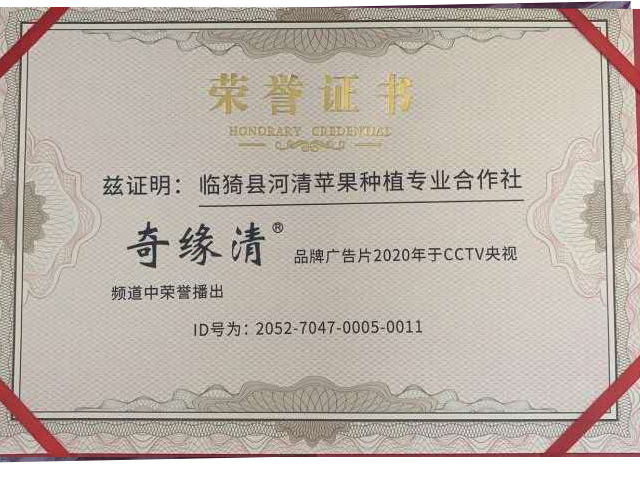 荣誉证书
HONORARY CREDENTIAL
兹证明：临猗县河清苹果种植专业合作社
奇缘清® 品牌广告片2020年于CCTV央视
频道中荣誉播出
ID号为：2052-7047-0005-0011